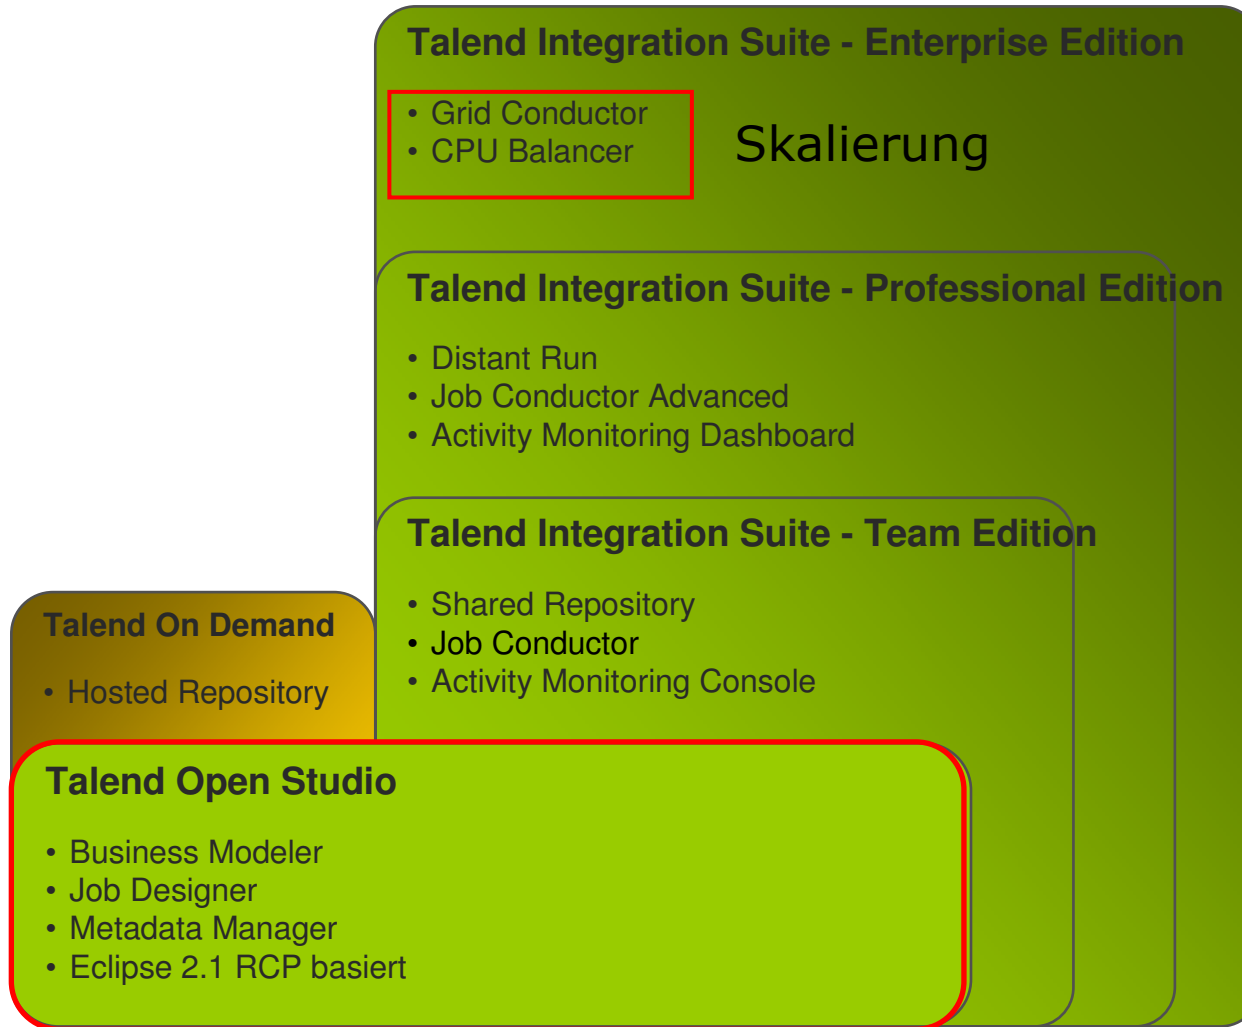 Talend Integration Suite - Enterprise Edition
• Grid Conductor
• CPU Balancer
Skalierung
Talend Integration Suite - Professional Edition
• Distant Run
• Job Conductor Advanced
• Activity Monitoring Dashboard
Talend Integration Suite - Team Edition
• Shared Repository
• Job Conductor
• Activity Monitoring Console
Talend On Demand
• Hosted Repository
Talend Open Studio
• Business Modeler
• Job Designer
• Metadata Manager
• Eclipse 2.1 RCP basiert